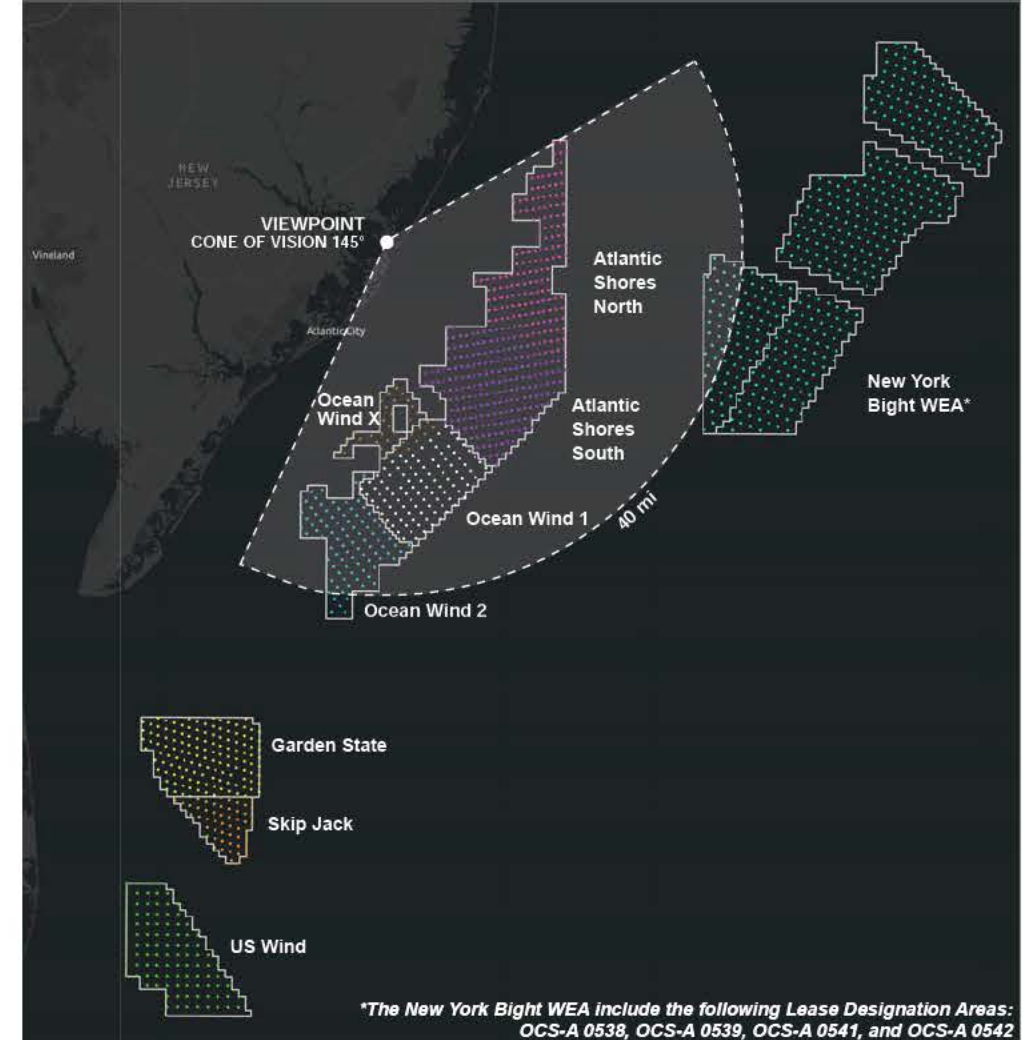 NEW
JERSEY
VIEWPOINT
CONE OF VISION 145°
Vineland
Atlantic City
Atlantic
Shores
North
New York
Bight WEA*
Ocean
Wind X
Atlantic
Shores
South
Ocean Wind 1
40 mi
Ocean Wind 2
Garden State
Skip Jack
US Wind
*The New York Bight WEA include the following Lease Designation Areas:
OCS-A 0538, OCS-A 0539, OCS-A 0541, and OCS-A 0542